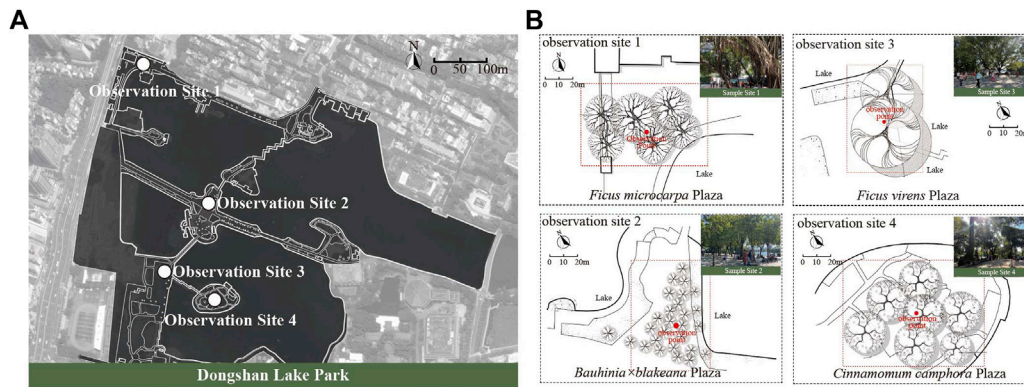 A
N
0 50 100m
Observation Site 1
Observation Site 2
Observation Site 3
Observation Site 4
Dongshan Lake Park
B
observation site 1
N
0 10 20m
Sample Site 1
observation
point
Lake
Ficus microcarpa Plaza
observation site 3
Lake
Sample Site 3
observation
point
N
0 10 20m
Lake
Lake
Ficus virens Plaza
observation site 2
N
0 10 20m
Sample Site 2
Lake
Lake
observation
point
Bauhinia×blakeana Plaza
observation site 4
N
0 10 20m
Sample Site 4
Lake
observation
point
Cinnamomum camphora Plaza